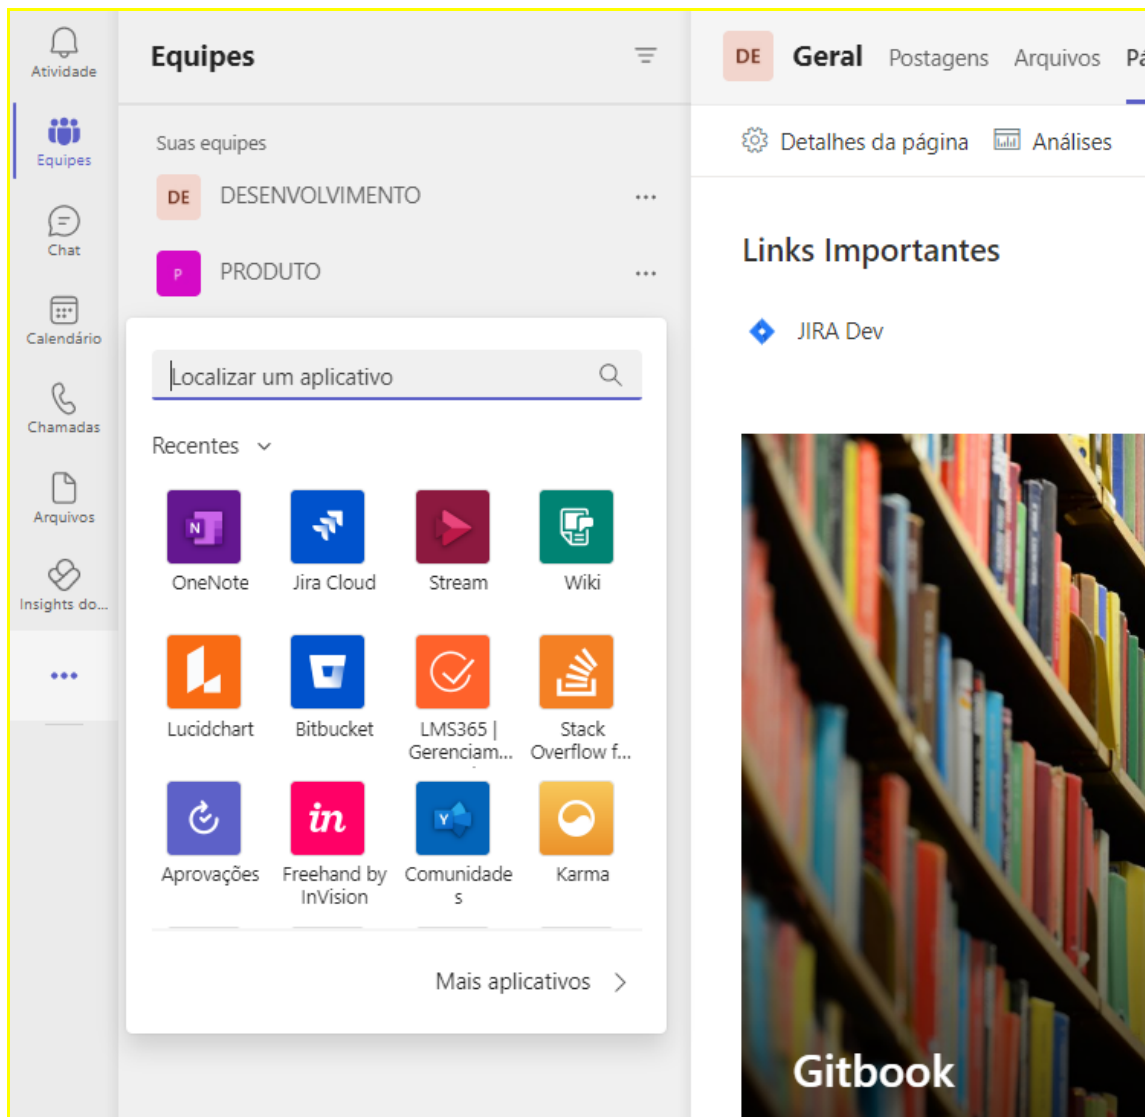 Atividade
Equipes
Chat
Calendário
Chamadas
Arquivos
Insights do...
Equipes
Suas equipes
DE DESENVOLVIMENTO
P PRODUTO
Localizar um aplicativo
Recentes
N
OneNote Jira Cloud Stream Wiki
Lucidchart Bitbucket LMS365 | Stack
Gerenciam... Overflow f...
in
Y
Aprovações Freehand by Comunidade Karma
InVision s
Mais aplicativos
DE Geral Postagens Arquivos
Detalhes da página Análises
Links Importantes
JIRA Dev
Gitbook